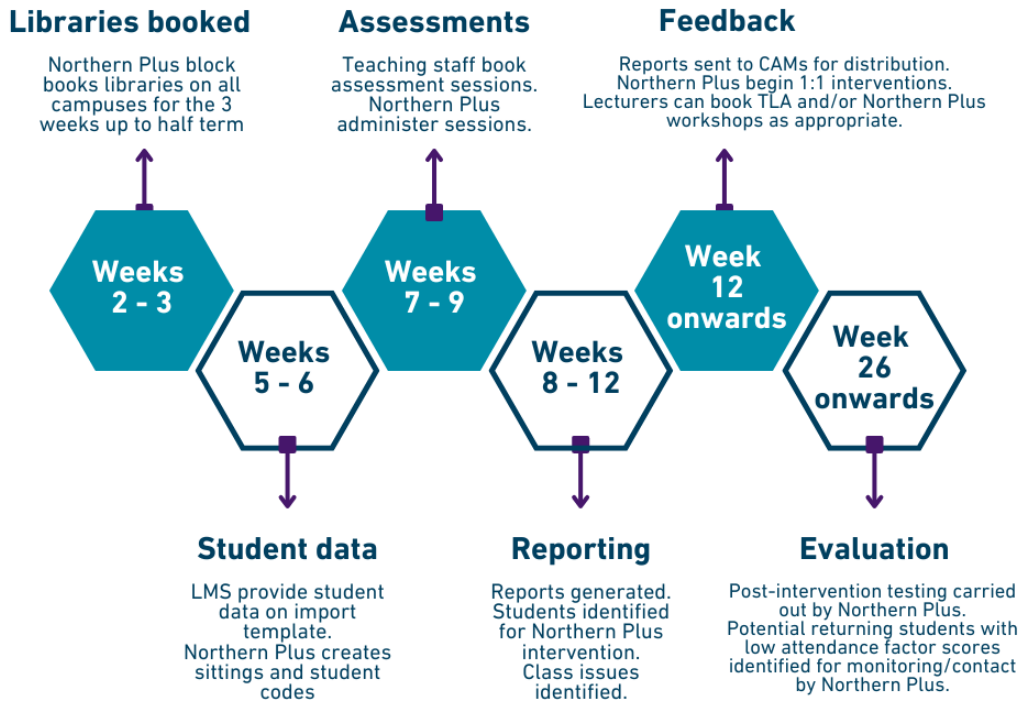 Libraries booked
Northern Plus block
books libraries on all
campuses for the 3
weeks up to half term
Assessments
Teaching staff book
assessment sessions.
Northern Plus
administer sessions.
Feedback
Reports sent to CAMs for distribution.
Northern Plus begin 1:1 interventions.
Lecturers can book TLA and/or Northern Plus
workshops as appropriate.
Weeks
2 - 3
Weeks
5 - 6
Weeks
7 - 9
Weeks
8 - 12
Week
12
onwards
Week
26
onwards
Student data
LMS provide student
data on import
template.
Northern Plus creates
sittings and student
codes
Reporting
Reports generated.
Students identified
for Northern Plus
intervention.
Class issues
identified.
Evaluation
Post-intervention testing carried
out by Northern Plus.
Potential returning students with
low attendance factor scores
identified for monitoring/contact
by Northern Plus.